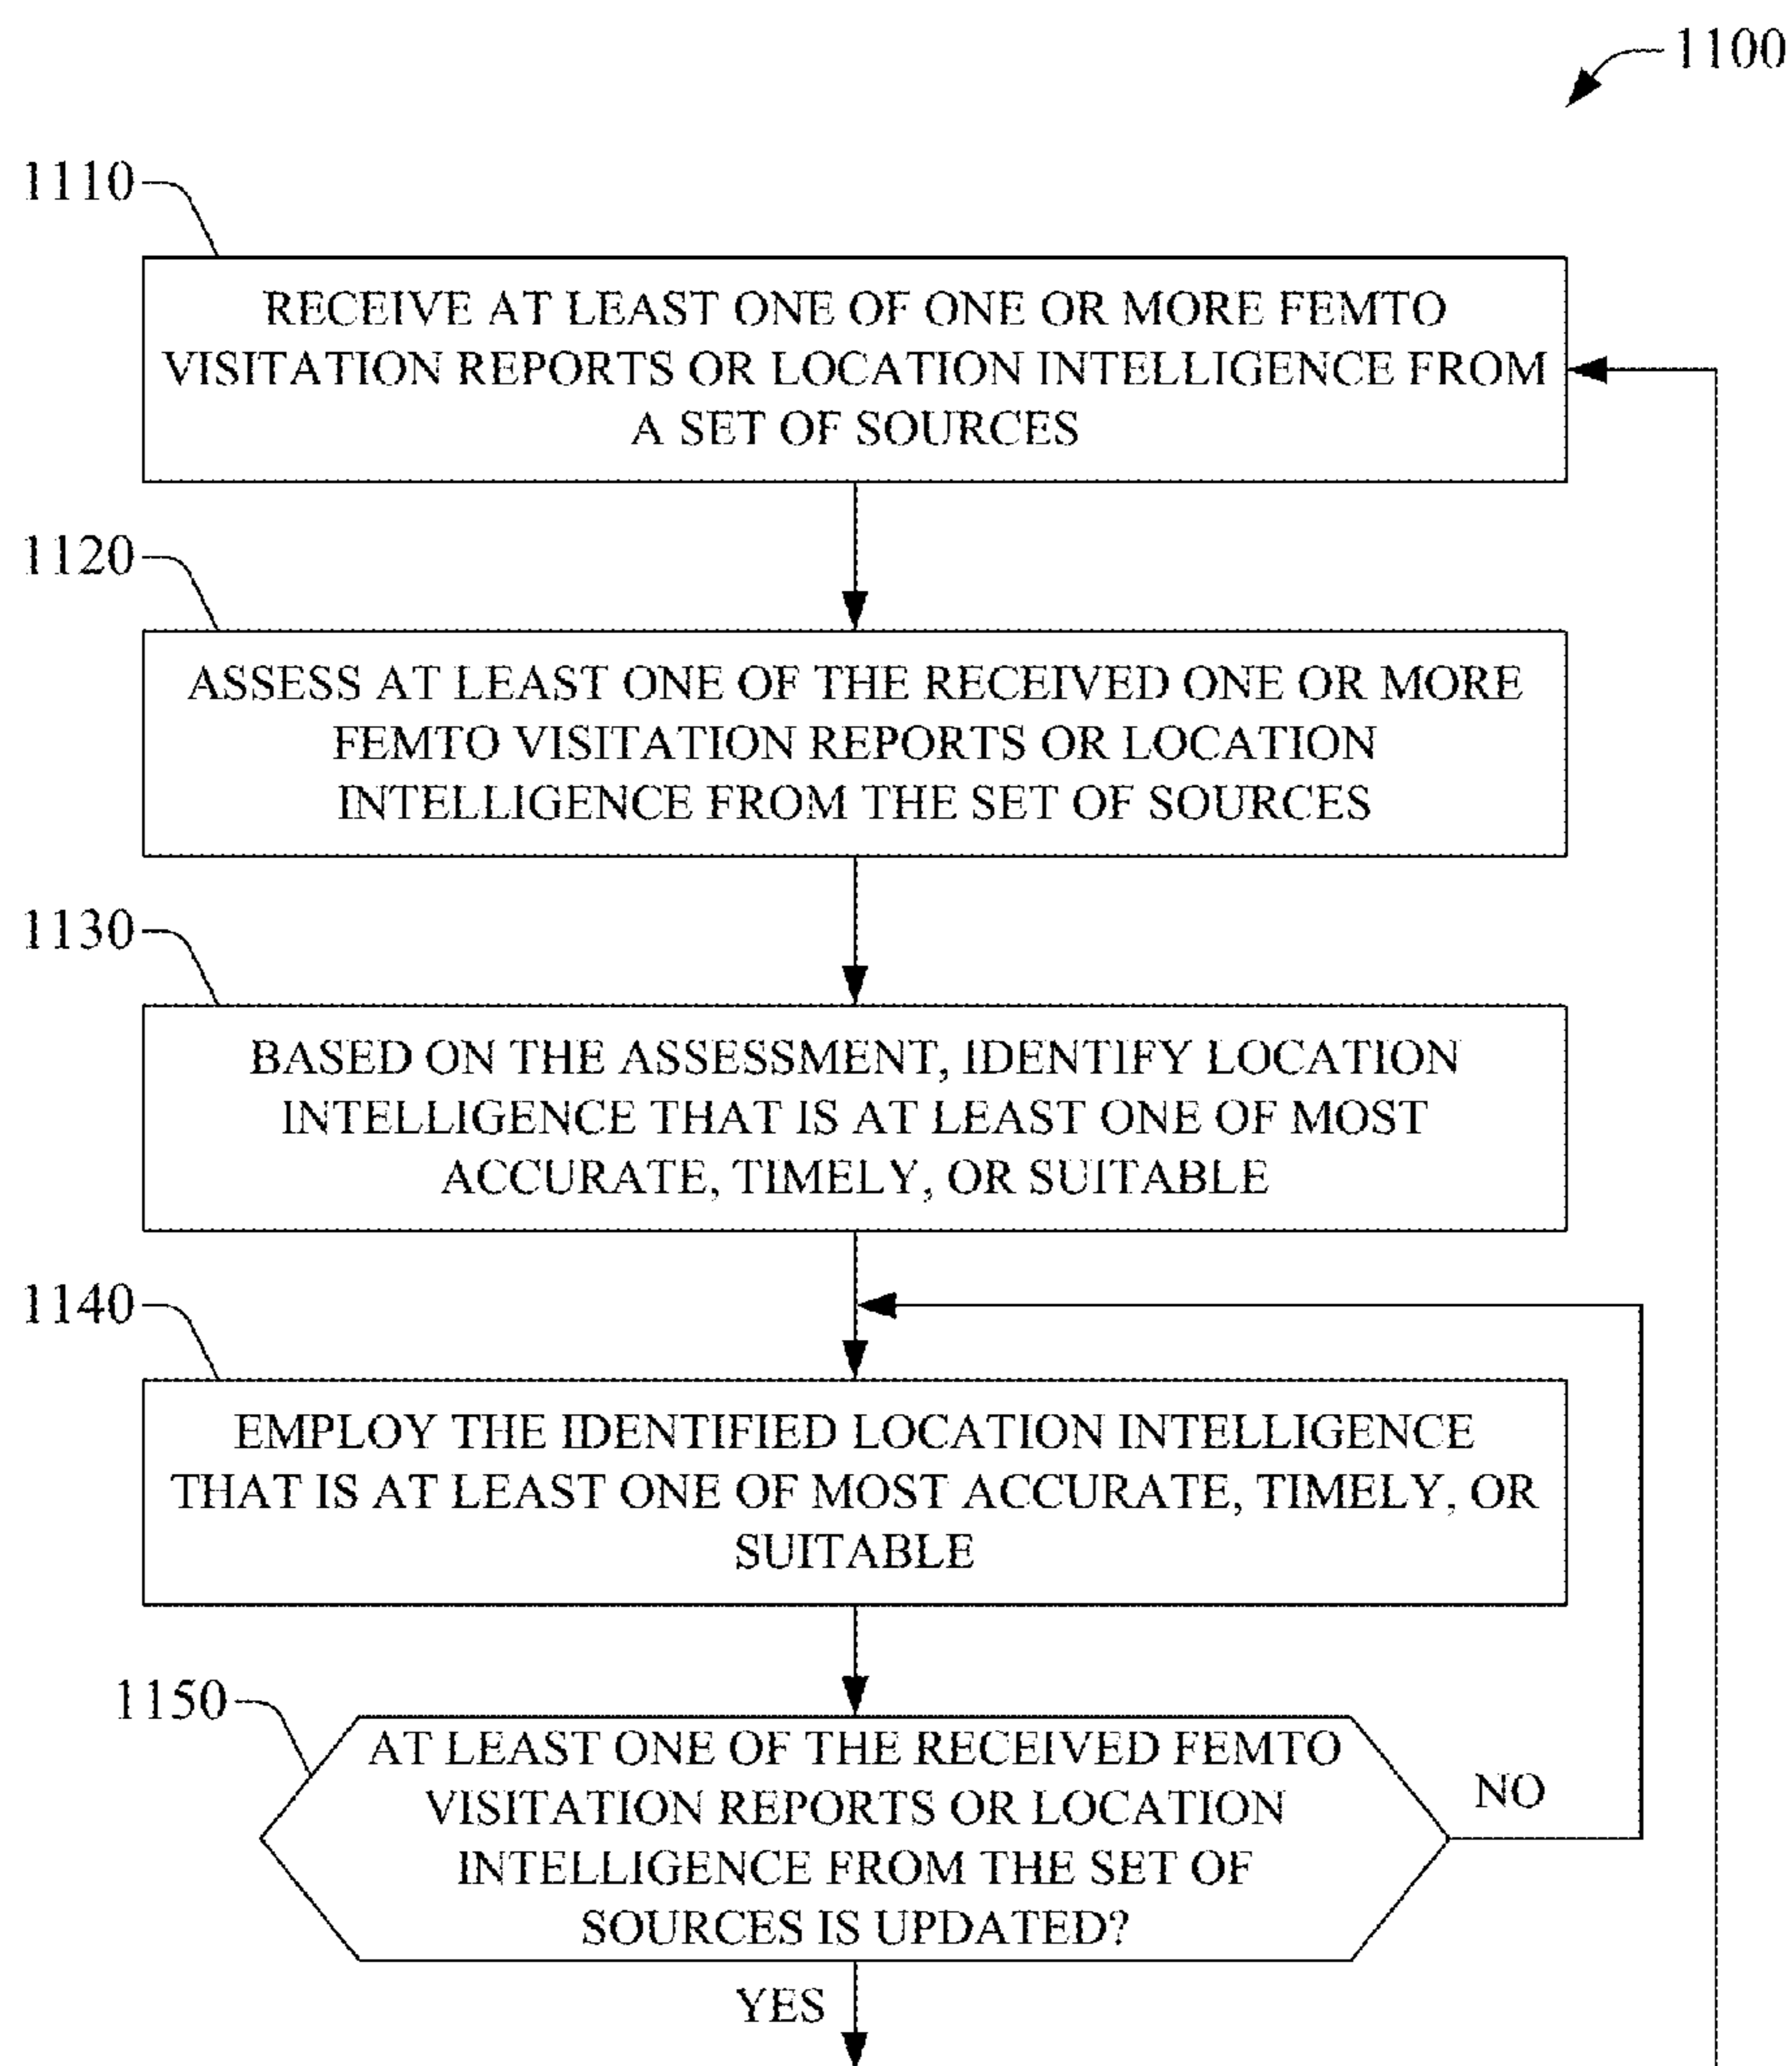 1100
1110
RECEIVE AT LEAST ONE OF ONE OR MORE FEMTO
VISITATION REPORTS OR LOCATION INTELLIGENCE FROM
A SET OF SOURCES
1120
ASSESS AT LEAST ONE OF THE RECEIVED ONE OR MORE
FEMTO VISITATION REPORTS OR LOCATION
INTELLIGENCE FROM THE SET OF SOURCES
1130
BASED ON THE ASSESSMENT, IDENTIFY LOCATION
INTELLIGENCE THAT IS AT LEAST ONE OF MOST
ACCURATE, TIMELY, OR SUITABLE
1140
EMPLOY THE IDENTIFIED LOCATION INTELLIGENCE
THAT IS AT LEAST ONE OF MOST ACCURATE, TIMELY, OR
SUITABLE
1150
AT LEAST ONE OF THE RECEIVED FEMTO
VISITATION REPORTS OR LOCATION
INTELLIGENCE FROM THE SET OF
SOURCES IS UPDATED?
NO
YES